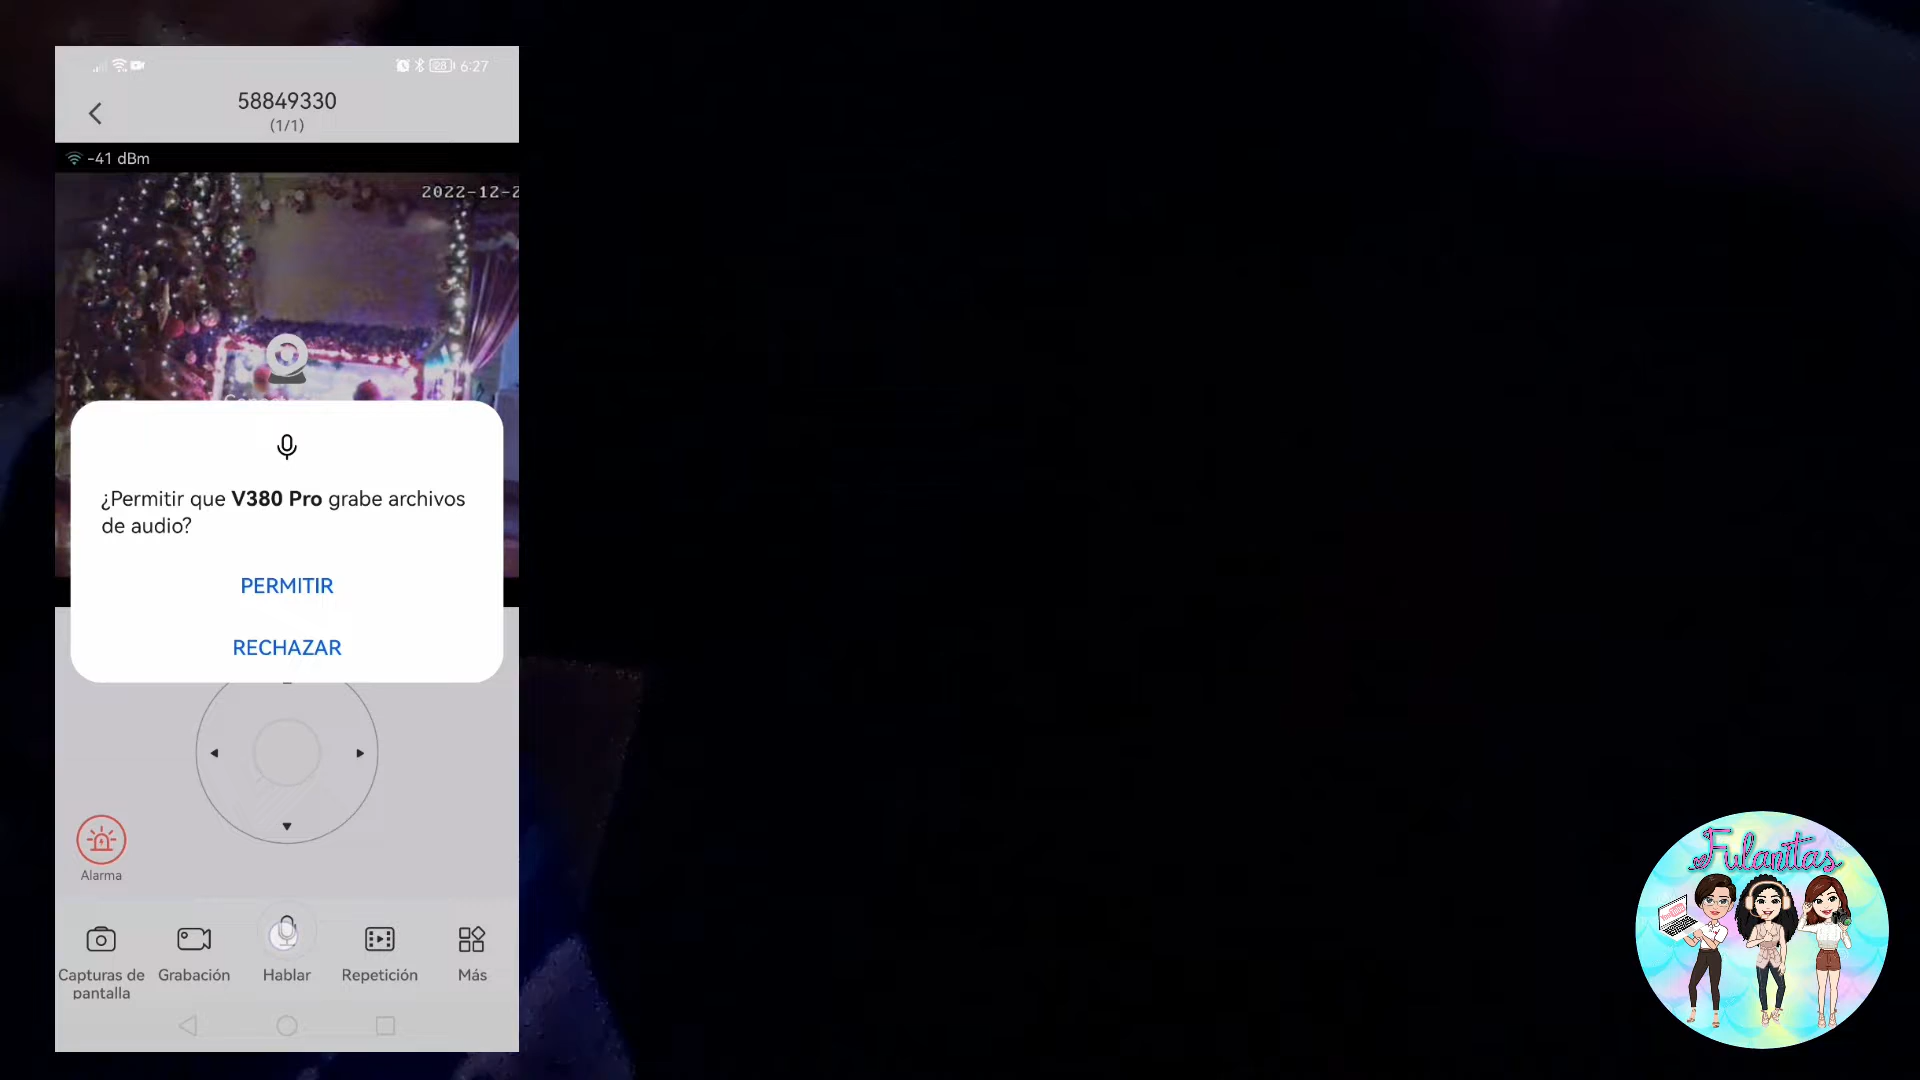 6:27
58849330
(1/1)
-41 dBm
2022-12-2
¿Permitir que V380 Pro grabe archivos
de audio?
PERMITIR
RECHAZAR
Alarma
Capturas de
pantalla
Grabación
Hablar
Repetición
Más
Fulanitas